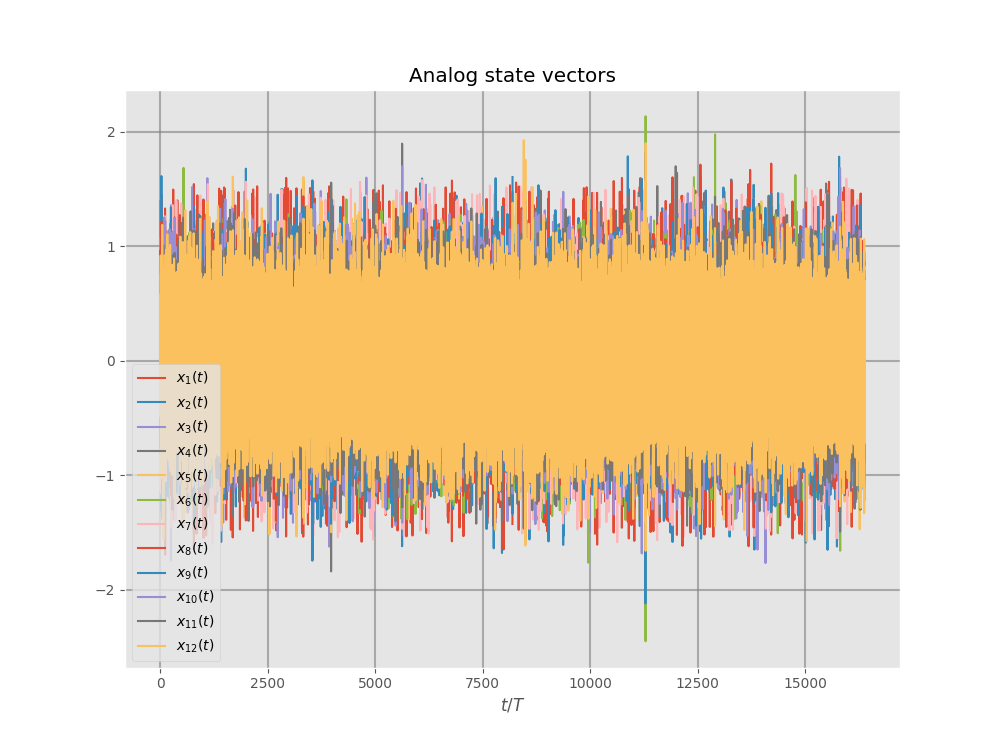 Analog state vectors
2
1
0
−1
−2
x₁(t)
x₂(t)
x₃(t)
x₄(t)
x₅(t)
x₆(t)
x₇(t)
x₈(t)
x₉(t)
x₁₀(t)
x₁₁(t)
x₁₂(t)
0 2500 5000 7500 10000 12500 15000
t/T